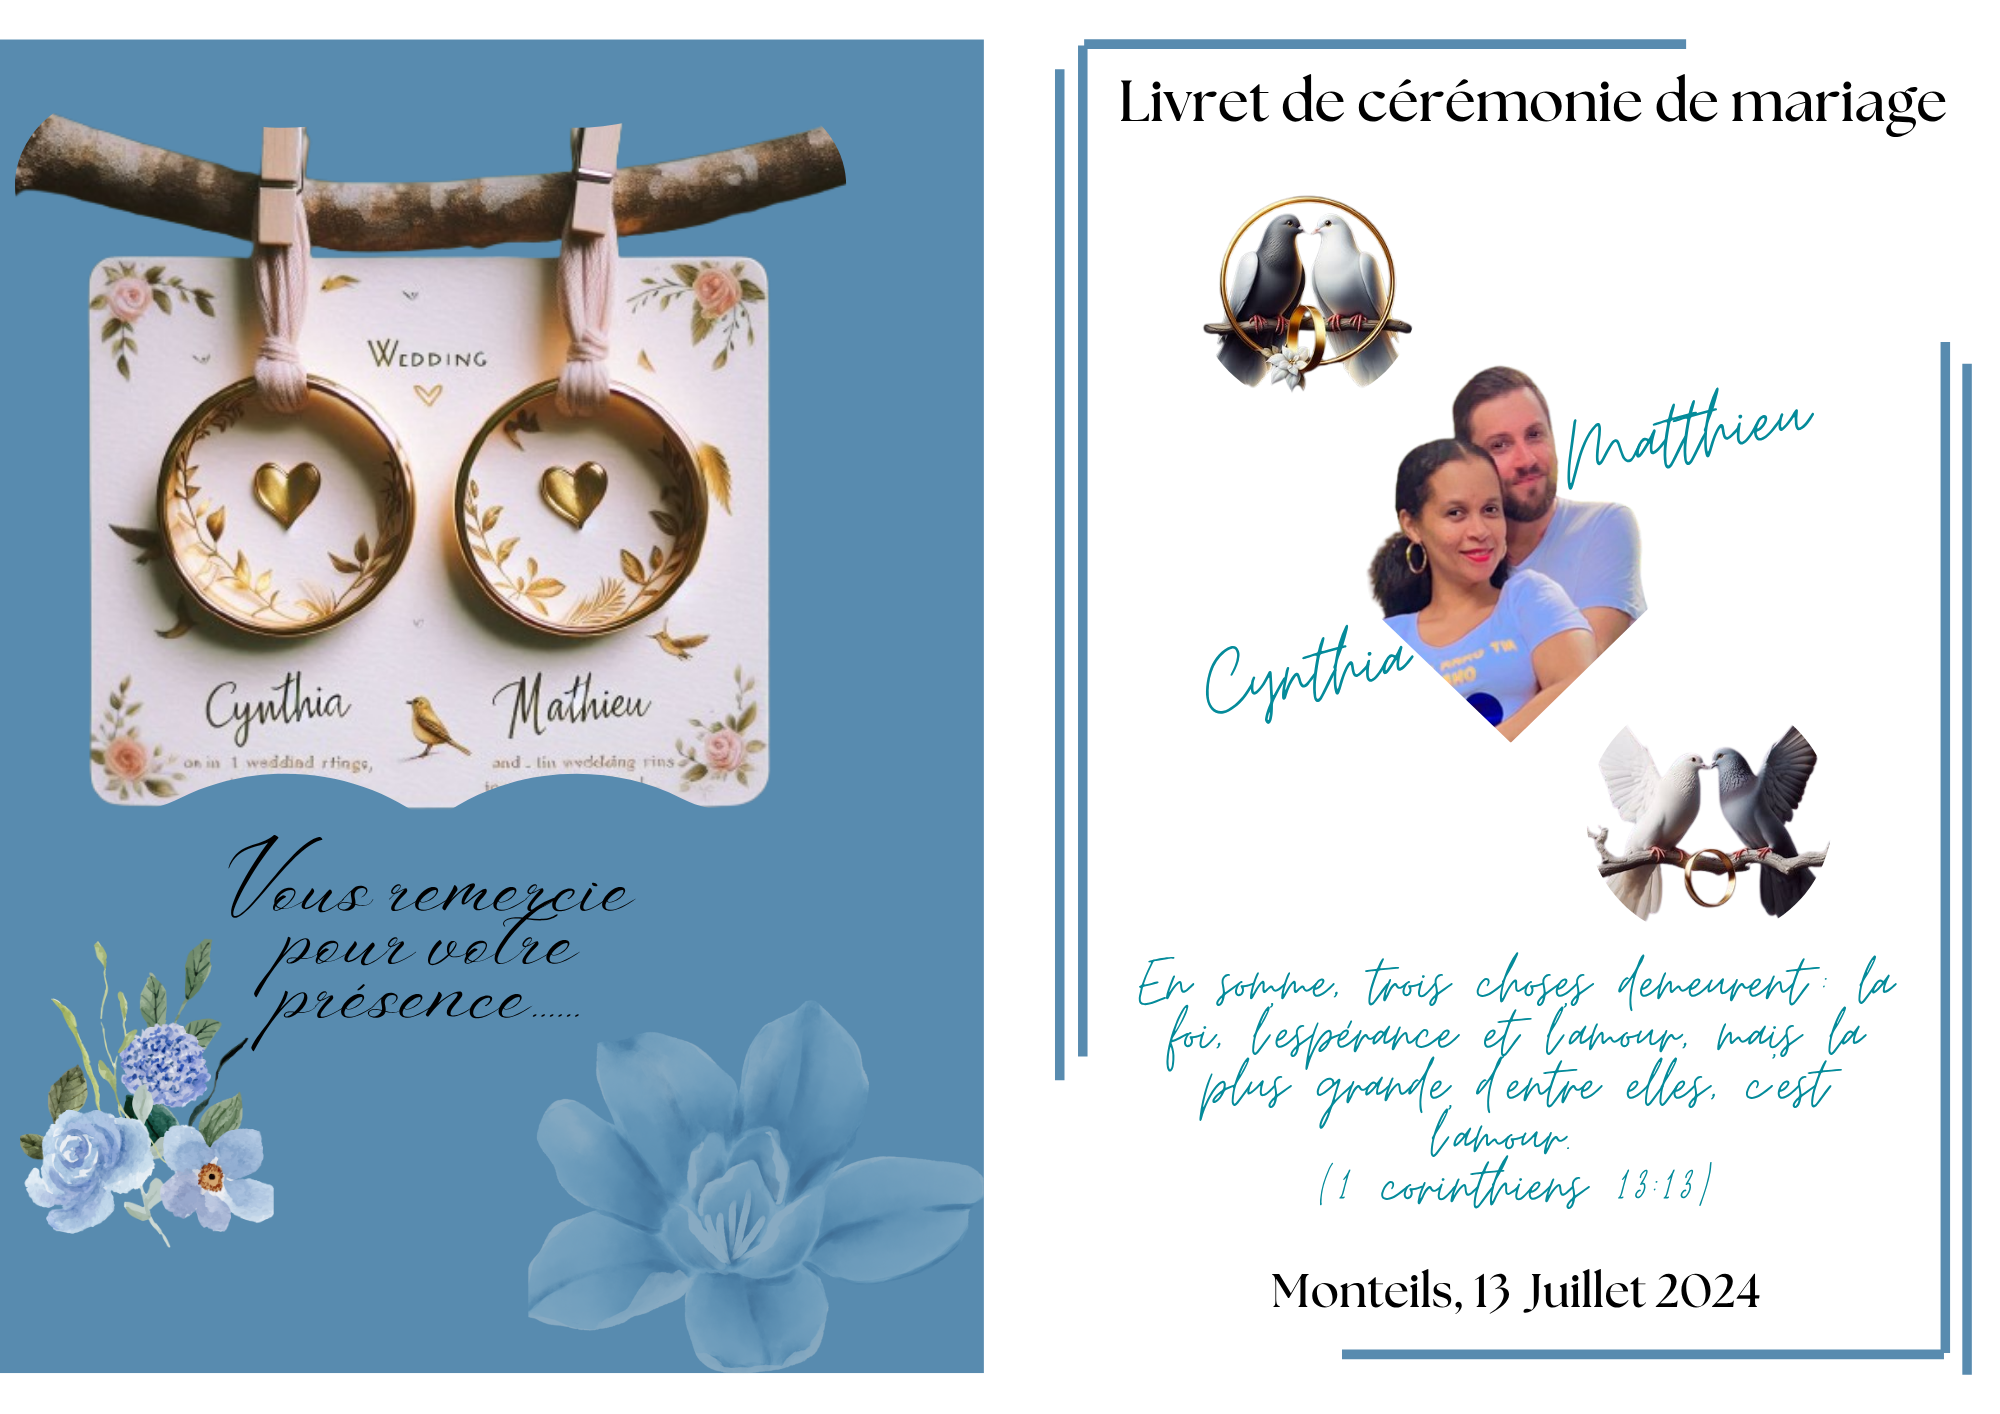 WEDDING
Cynthia
Mathieu
Vous remercie
pour votre
présence......
Livret de cérémonie de mariage
Matthieu
Cynthia
En somme, trois choses demeurent : la
foi, l'espérance et l'amour, mais la
plus grande d'entre elles, c'est
l'amour.
(1 corinthiens 13:13)
Monteils, 13 Juillet 2024